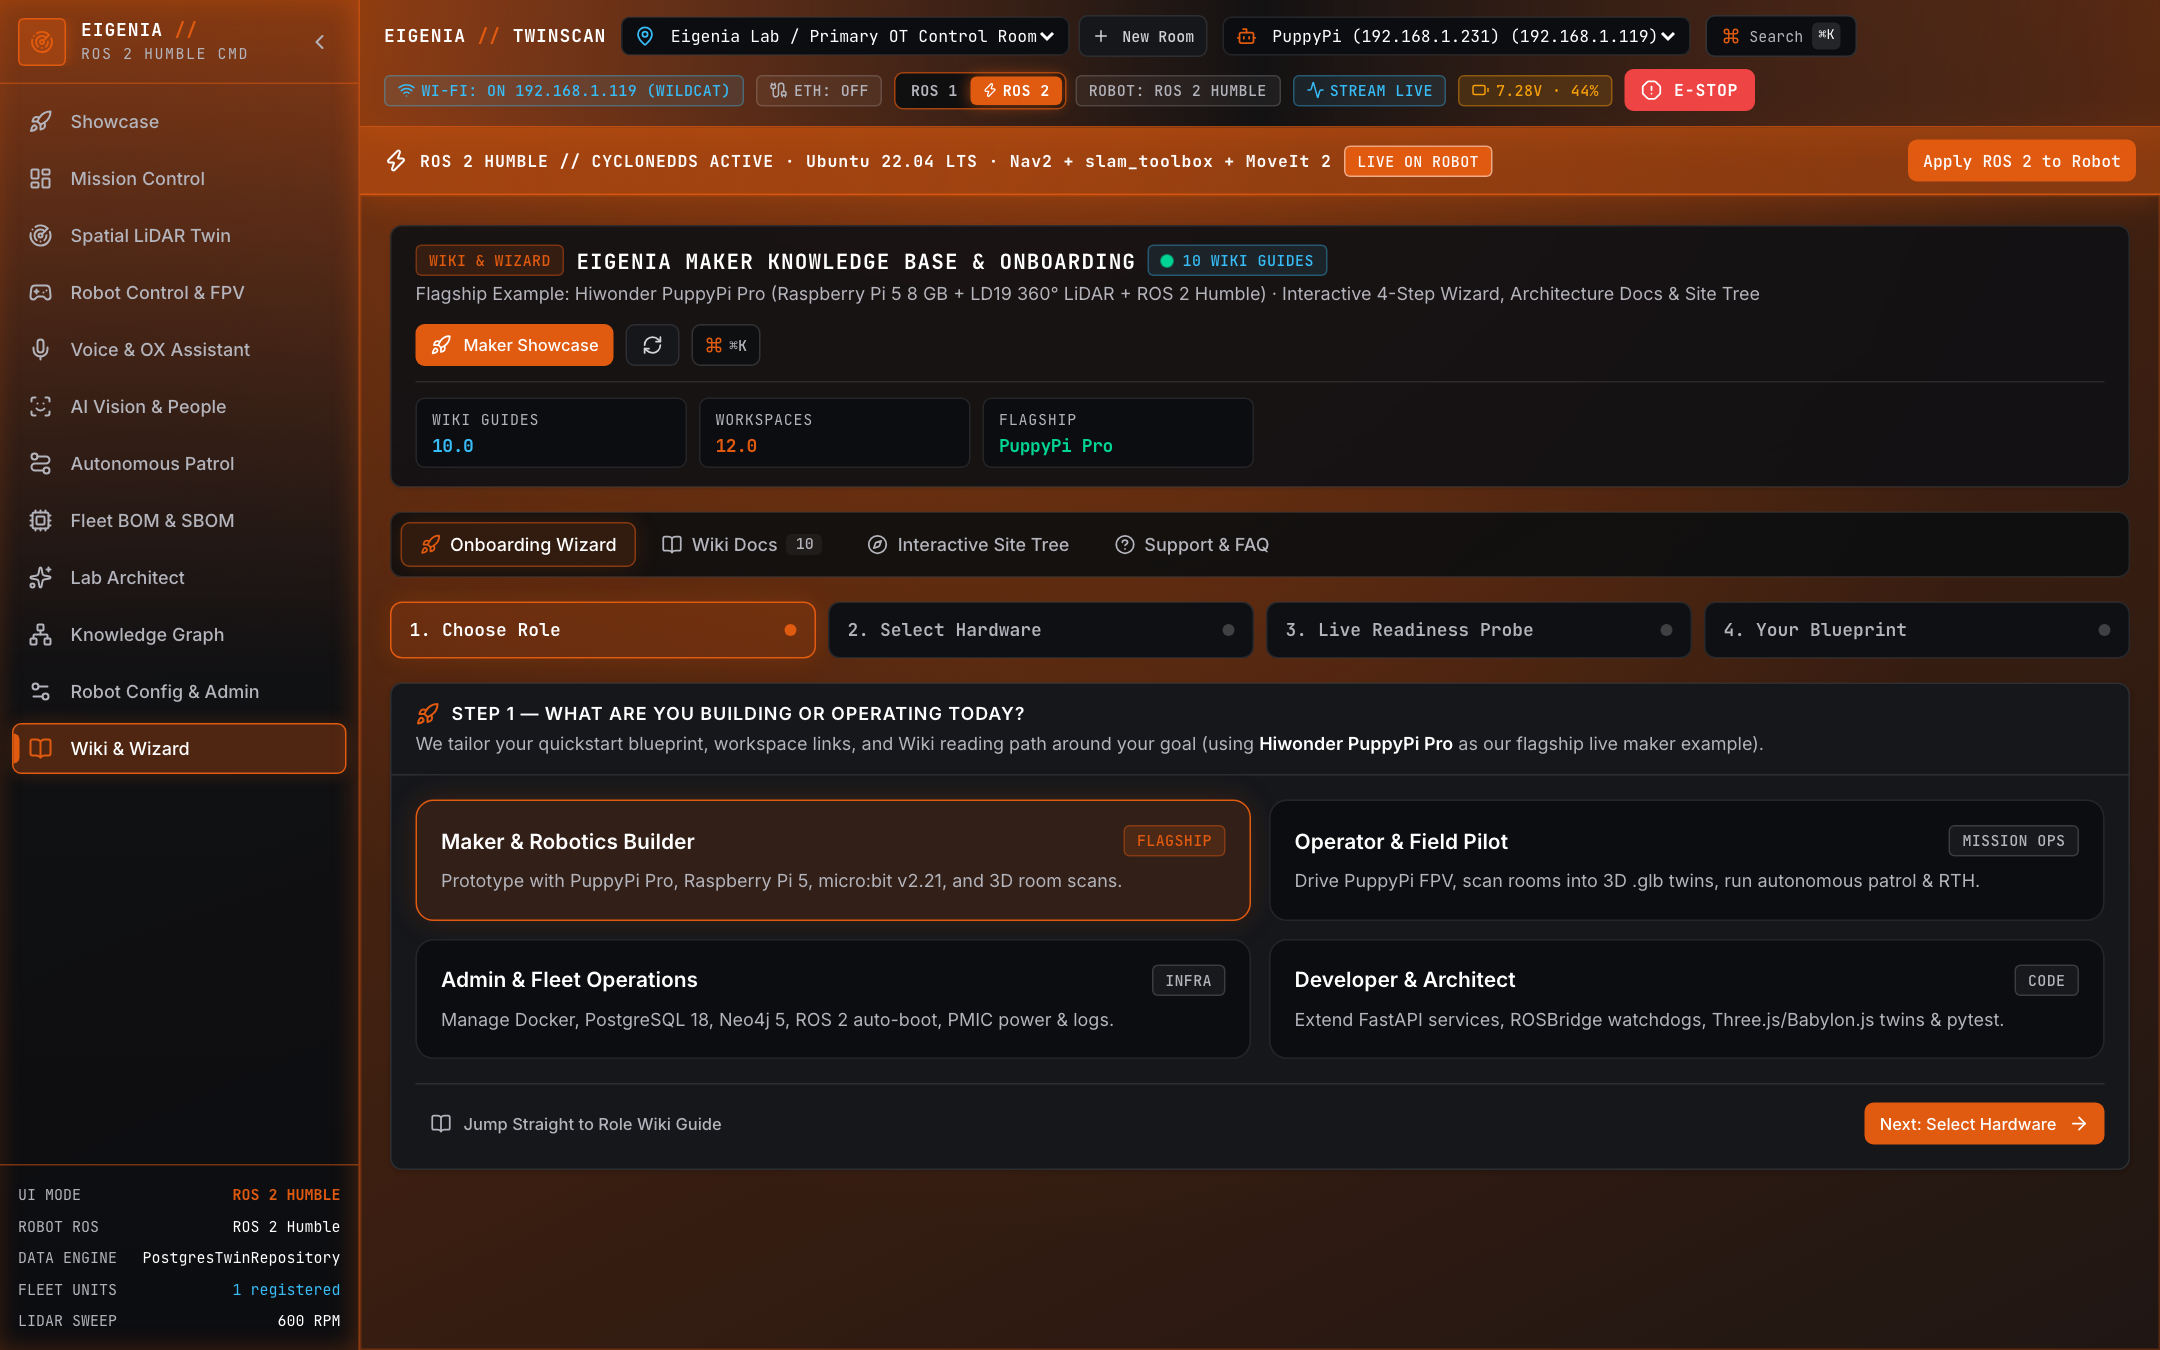 EIGENIA //
ROS 2 HUMBLE CMD
Showcase
Mission Control
Spatial LiDAR Twin
Robot Control & FPV
Voice & OX Assistant
AI Vision & People
Autonomous Patrol
Fleet BOM & SBOM
Lab Architect
Knowledge Graph
Robot Config & Admin
Wiki & Wizard
UI MODE ROS 2 HUMBLE
ROBOT ROS ROS 2 Humble
DATA ENGINE PostgresTwinRepository
FLEET UNITS 1 registered
LIDAR SWEEP 600 RPM
EIGENIA // TWINSCAN Eigenia Lab / Primary OT Control Room + New Room PuppyPi (192.168.1.231) (192.168.1.119) ⌘ Search ⌘K
WI-FI: ON 192.168.1.119 (WILDCAT) ETH: OFF ROS 1 ROS 2 ROBOT: ROS 2 HUMBLE STREAM LIVE 7.28V · 44% E-STOP
ROS 2 HUMBLE // CYCLONEDDS ACTIVE · Ubuntu 22.04 LTS · Nav2 + slam_toolbox + MoveIt 2 LIVE ON ROBOT Apply ROS 2 to Robot
WIKI & WIZARD EIGENIA MAKER KNOWLEDGE BASE & ONBOARDING 10 WIKI GUIDES
Flagship Example: Hiwonder PuppyPi Pro (Raspberry Pi 5 8 GB + LD19 360° LiDAR + ROS 2 Humble) · Interactive 4-Step Wizard, Architecture Docs & Site Tree
Maker Showcase ⌘ ⌘K
WIKI GUIDES
10.0
WORKSPACES
12.0
FLAGSHIP
PuppyPi Pro
Onboarding Wizard Wiki Docs 10 Interactive Site Tree Support & FAQ
1. Choose Role 2. Select Hardware 3. Live Readiness Probe 4. Your Blueprint
STEP 1 — WHAT ARE YOU BUILDING OR OPERATING TODAY?
We tailor your quickstart blueprint, workspace links, and Wiki reading path around your goal (using Hiwonder PuppyPi Pro as our flagship live maker example).
Maker & Robotics Builder FLAGSHIP
Prototype with PuppyPi Pro, Raspberry Pi 5, micro:bit v2.21, and 3D room scans.
Operator & Field Pilot MISSION OPS
Drive PuppyPi FPV, scan rooms into 3D .glb twins, run autonomous patrol & RTH.
Admin & Fleet Operations INFRA
Manage Docker, PostgreSQL 18, Neo4j 5, ROS 2 auto-boot, PMIC power & logs.
Developer & Architect CODE
Extend FastAPI services, ROSBridge watchdogs, Three.js/Babylon.js twins & pytest.
Jump Straight to Role Wiki Guide
Next: Select Hardware →